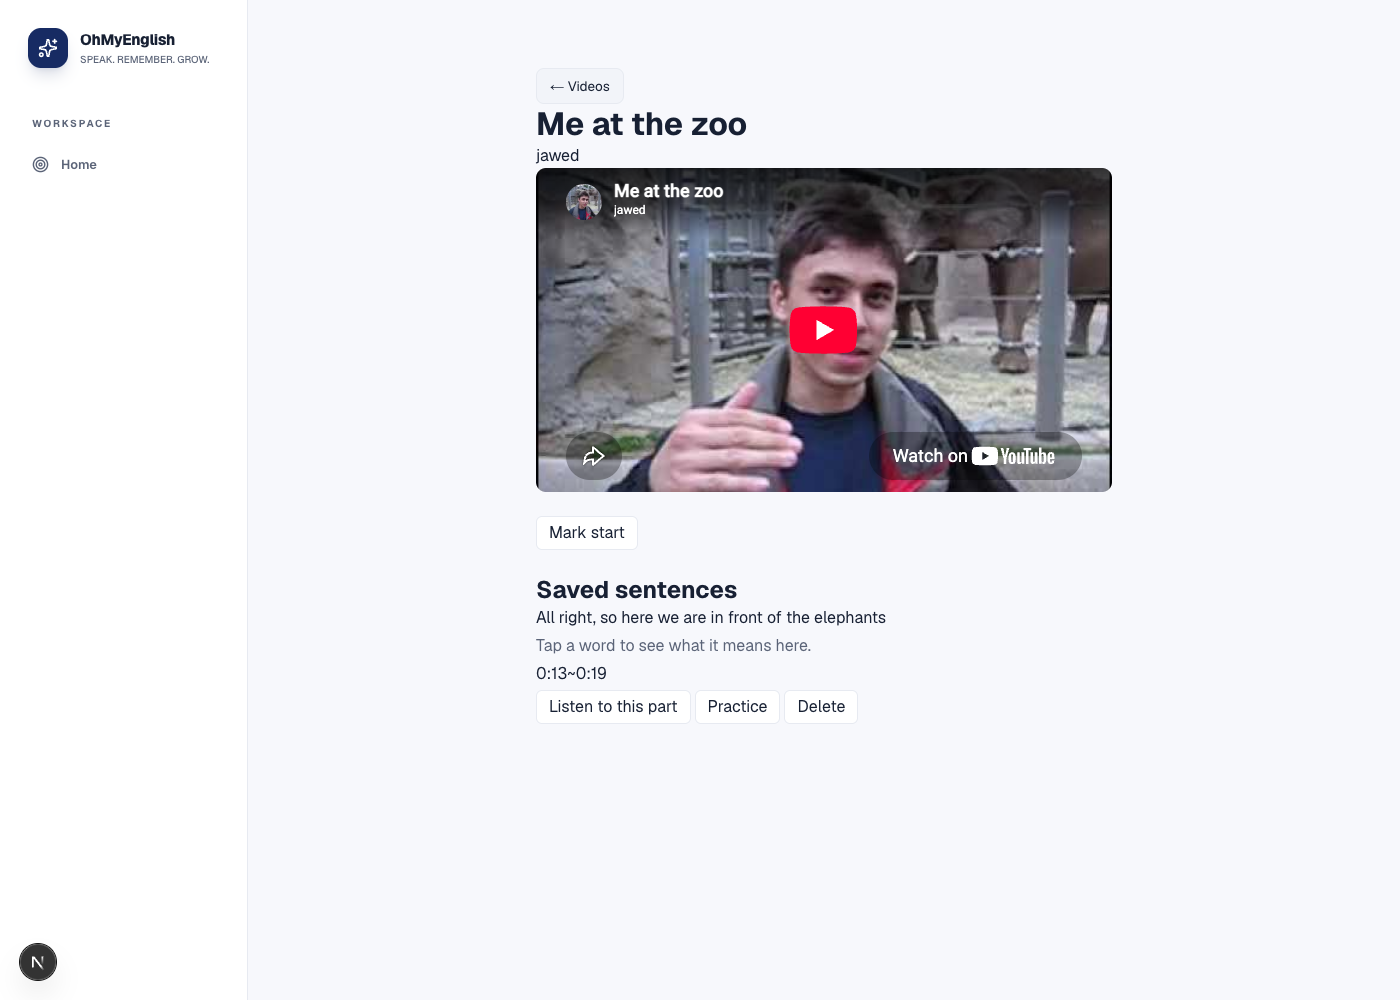 OhMyEnglish
SPEAK. REMEMBER. GROW.
WORKSPACE
Home
← Videos
Me at the zoo
jawed
Me at the zoo
jawed
Watch on YouTube
Mark start
Saved sentences
All right, so here we are in front of the elephants
Tap a word to see what it means here.
0:13~0:19
Listen to this part
Practice
Delete
N